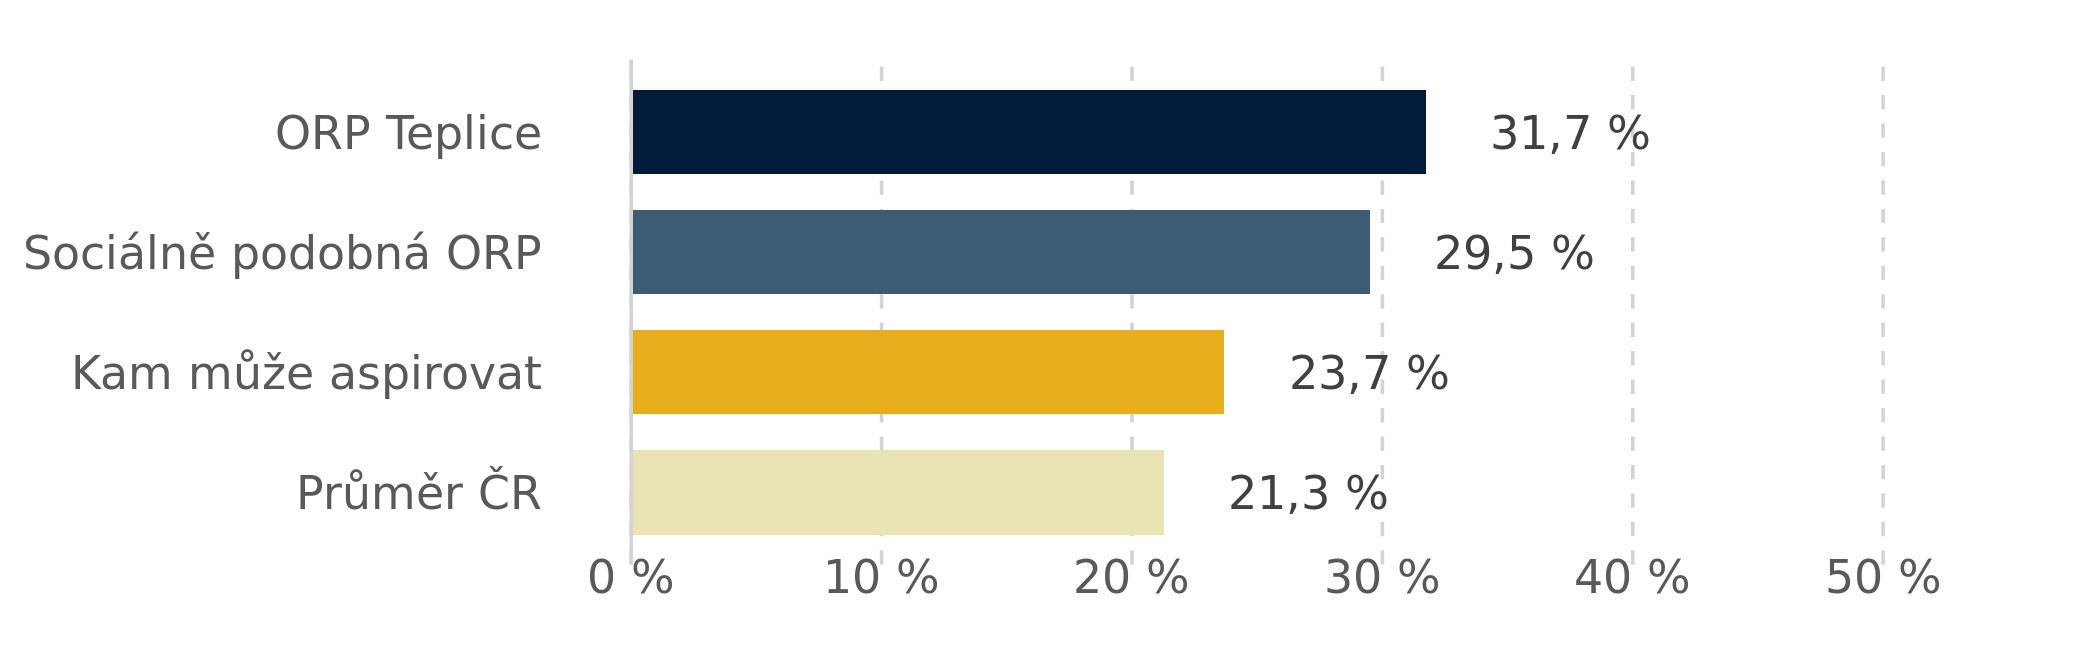 ORP Teplice 31,7 %
Sociálně podobná ORP 29,5 %
Kam může aspirovat 23,7 %
Průměr ČR 21,3 %
0 % 10 % 20 % 30 % 40 % 50 %